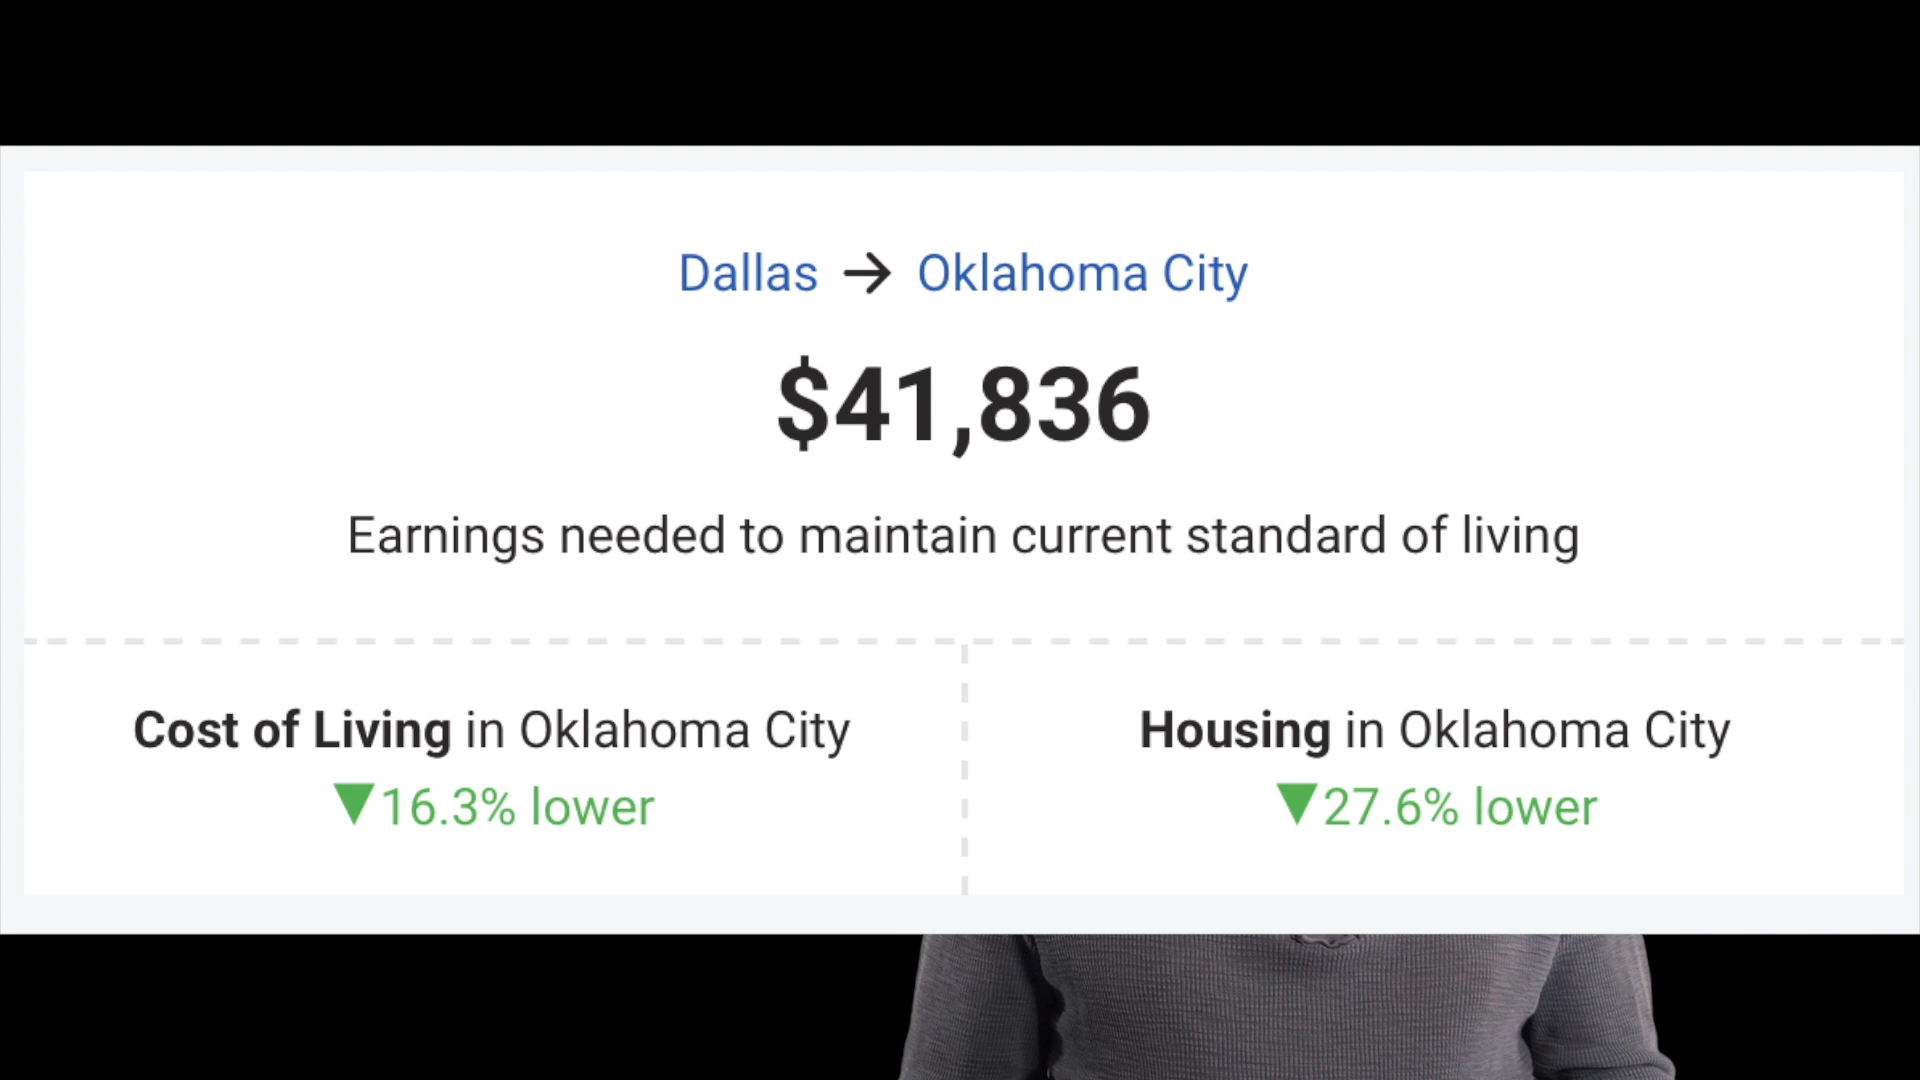 Dallas → Oklahoma City
$41,836
Earnings needed to maintain current standard of living
Cost of Living in Oklahoma City
▼16.3% lower
Housing in Oklahoma City
▼27.6% lower